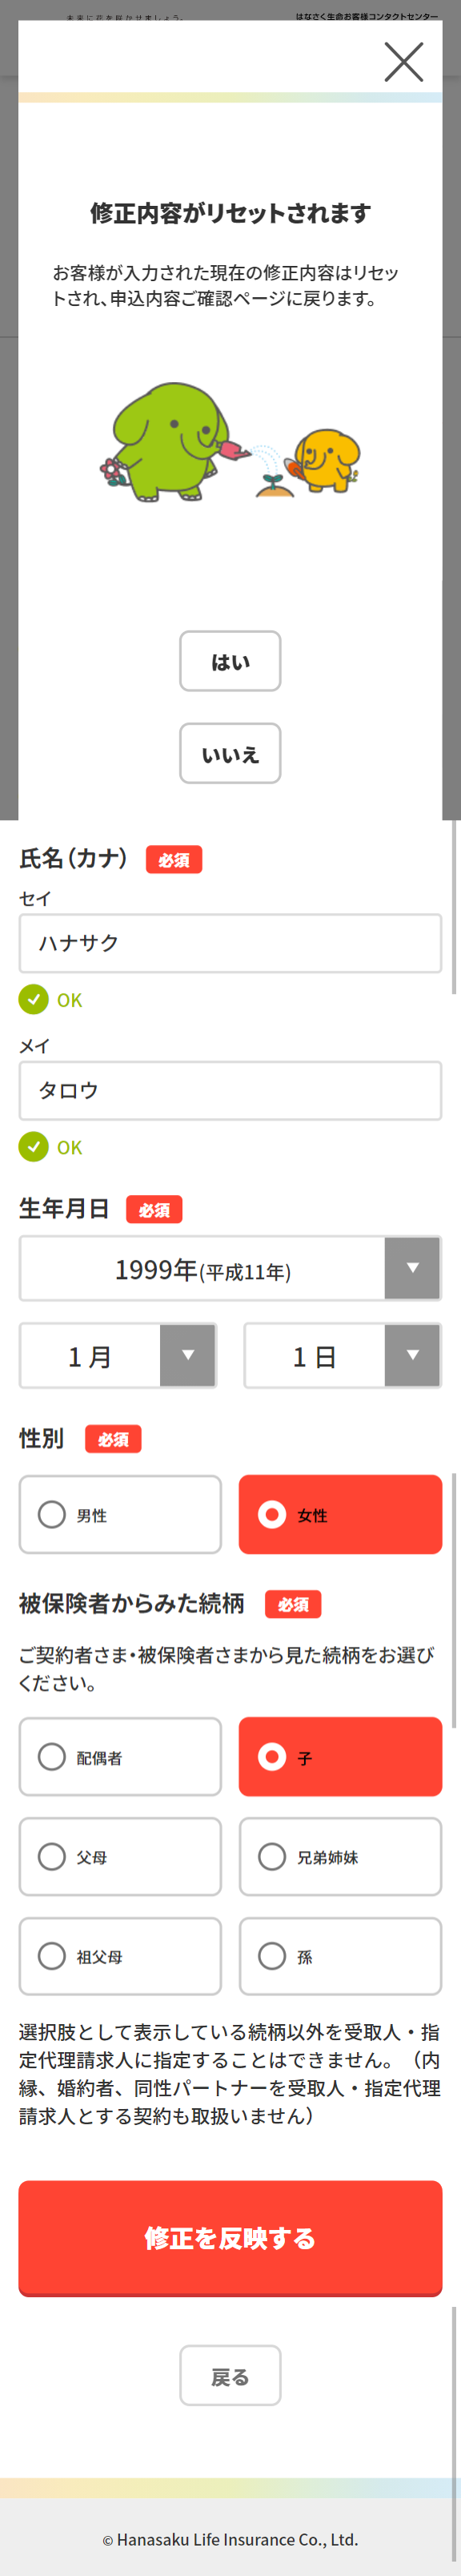 未来に花を咲かせましょう。
はなさく生命お客様コンタクトセンター
修正内容がリセットされます
お客様が入力された現在の修正内容はリセッ
トされ、申込内容ご確認ページに戻ります。
はい
いいえ
氏名（カナ） 必須
セイ
ハナサク
OK
メイ
タロウ
OK
生年月日 必須
1999年(平成11年)
1 月 1 日
性別 必須
男性 女性
被保険者からみた続柄 必須
ご契約者さま・被保険者さまから見た続柄をお選び
ください。
配偶者 子
父母 兄弟姉妹
祖父母 孫
選択肢として表示している続柄以外を受取人・指
定代理請求人に指定することはできません。（内
縁、婚約者、同性パートナーを受取人・指定代理
請求人とする契約も取扱いません）
修正を反映する
戻る
© Hanasaku Life Insurance Co., Ltd.